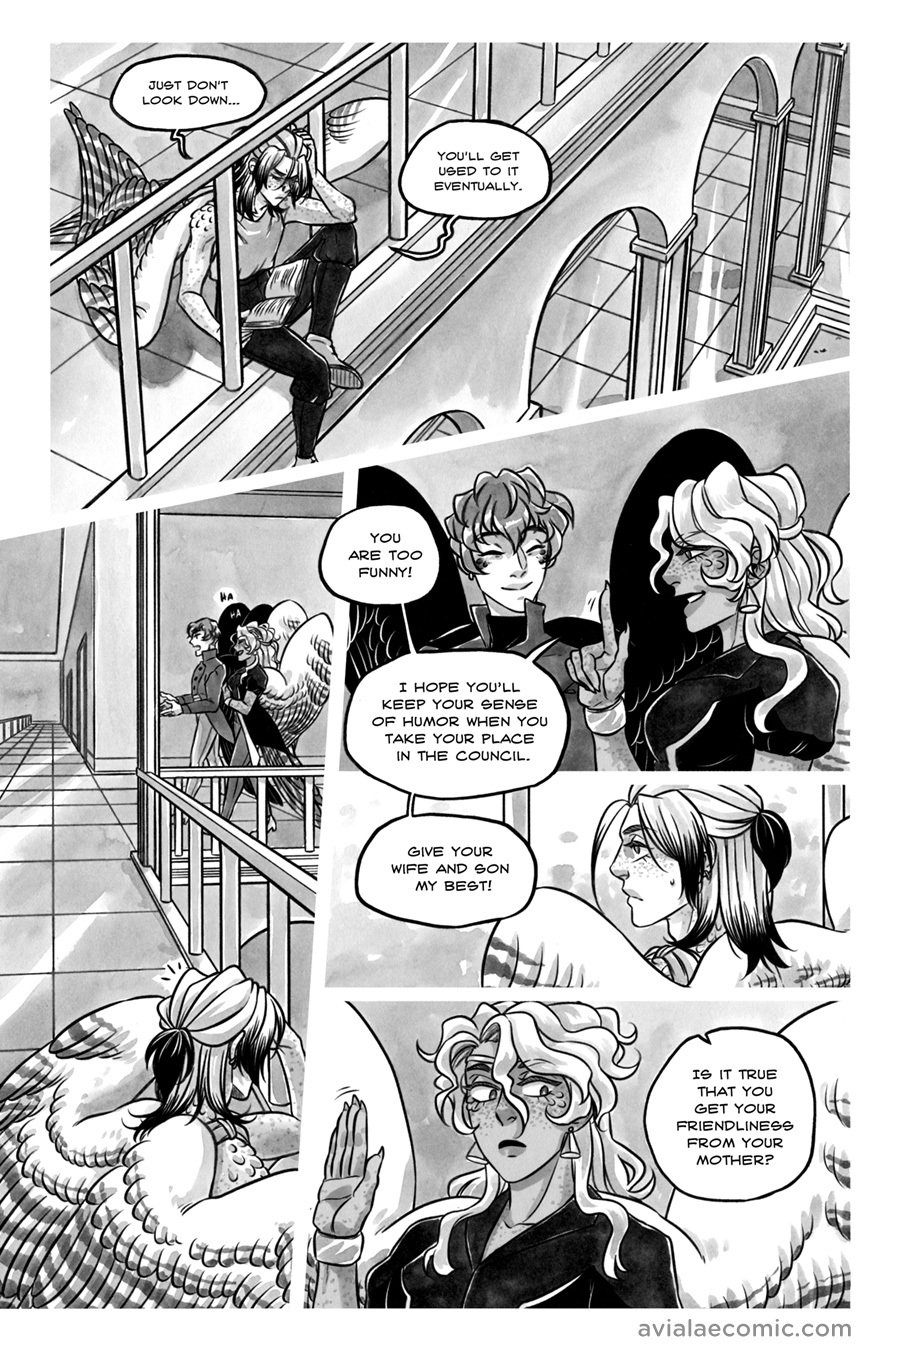 JUST DON'T
LOOK DOWN...
YOU'LL GET
USED TO IT
EVENTUALLY.
HA
HA
YOU
ARE TOO
FUNNY!
I HOPE YOU'LL
KEEP YOUR SENSE
OF HUMOR WHEN YOU
TAKE YOUR PLACE
IN THE COUNCIL.
GIVE YOUR
WIFE AND SON
MY BEST!
IS IT TRUE
THAT YOU
GET YOUR
FRIENDLINESS
FROM YOUR
MOTHER?
avialaecomic.com